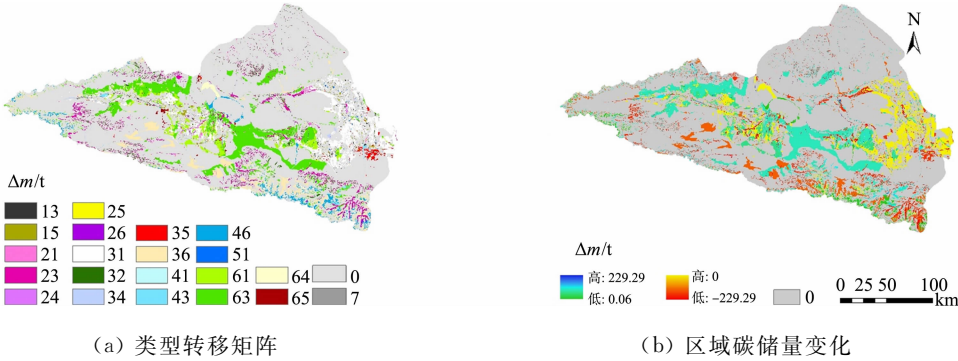 N
Δm/t
13 25
15 26 35 46
21 31 36 51
23 32 41 61 64 0
24 34 43 63 65 7
Δm/t
高: 229.29 高: 0
低: 0.06 低: -229.29 0
0 25 50 100
km
(a) 类型转移矩阵 (b) 区域碳储量变化